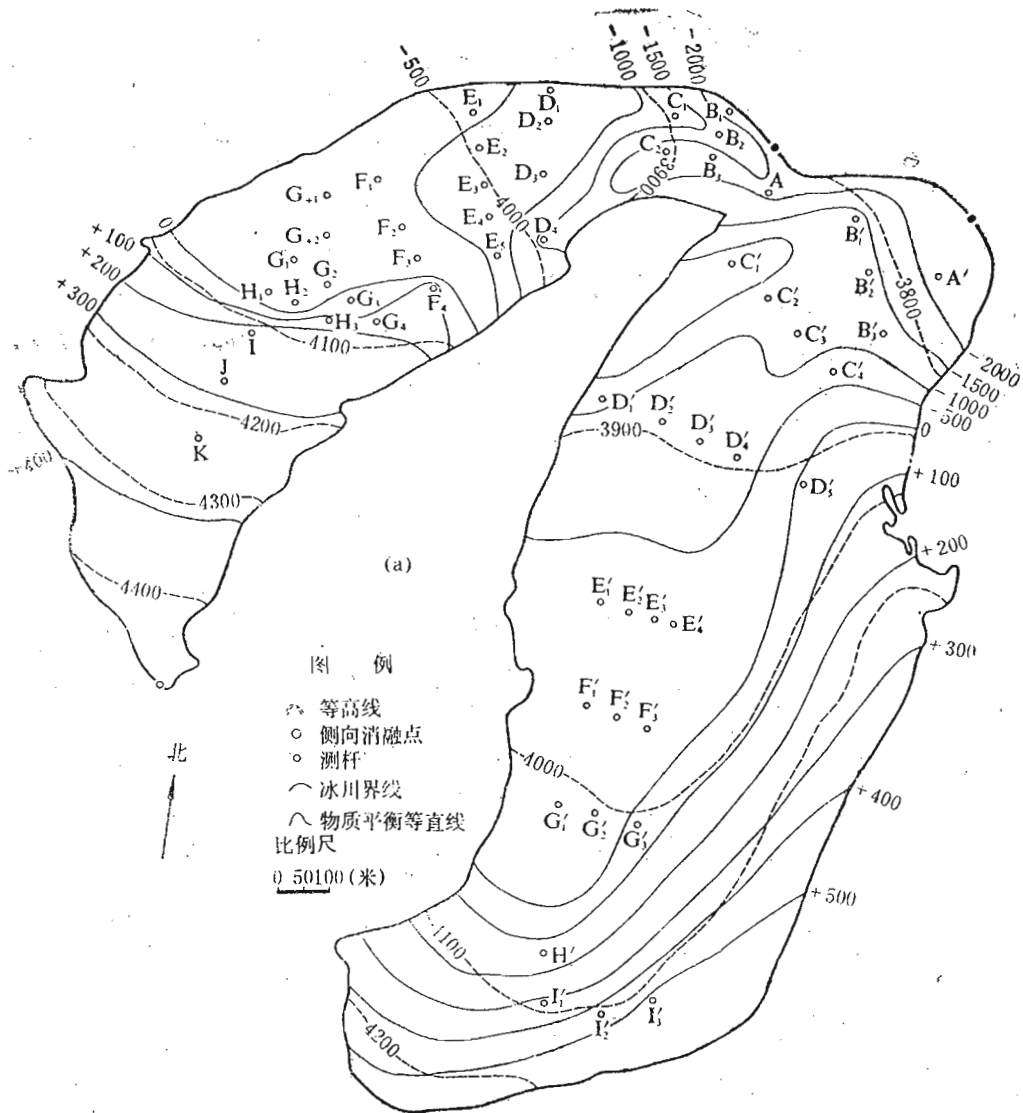 -500
-1000
-1500
-2000
E₁
D₁
D₂
C₁
B₁
B₂
E₂
C₂
B₃
3900
3900
A
G₊₁
F₁
E₃
D₃
4000
0
+100
G₊₂
F₂
E₄
E₅
D₄
B′₁
A′
+200
G₁
G₂
F₃
C′₁
B′₂
3800
+300
H₁
H₂
G₃
F₄
C′₂
I
H₃
G₄
4100
C′₃
B′₃
J
C′₄
-2000
-1500
-1000
-500
0
4200
D′₁
D′₂
D′₃
D′₄
3900
K
+400
4300
D′₅
+100
4400
(a)
+200
E′₁
E′₂
E′₃
E′₄
+300
图 例
等高线
侧向消融点
测杆
冰川界线
物质平衡等直线
比例尺
0 50100(米)
北
F′₁
F′₂
F′₃
4000
G′₁
G′₂
G′₃
+400
+500
4100
H′
I′₁
I′₂
I′₃
4200